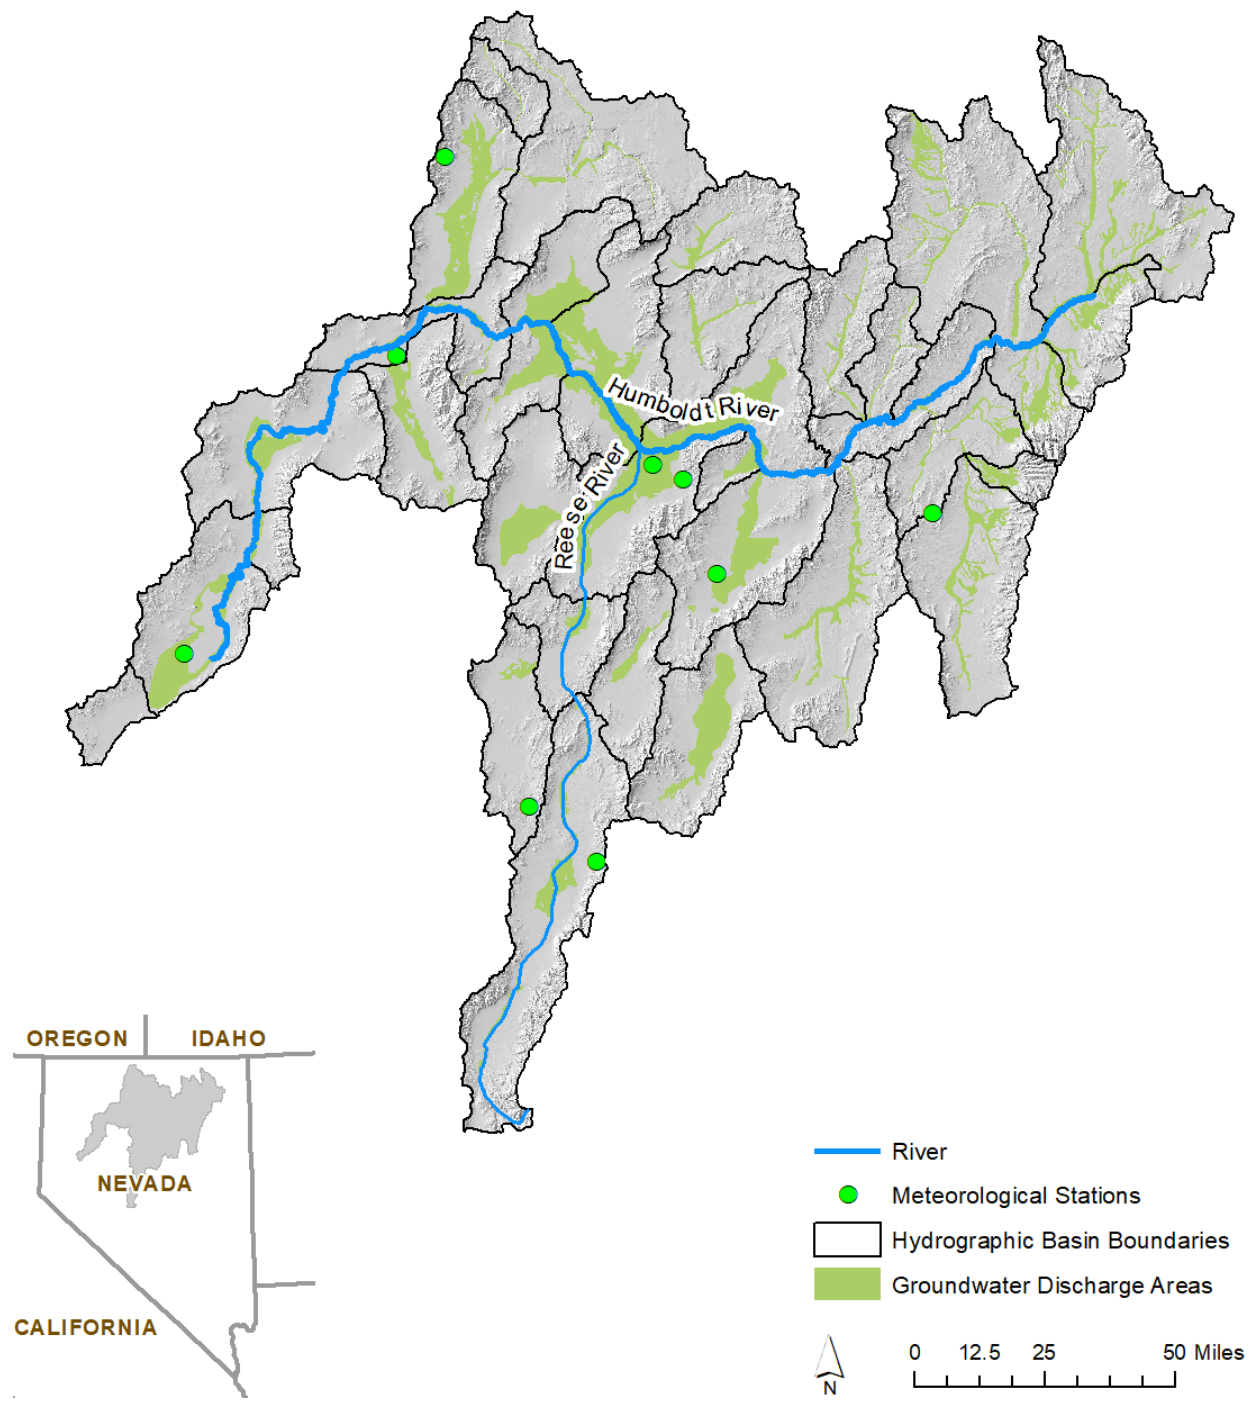 Humboldt River
Reese River
OREGON
IDAHO
NEVADA
CALIFORNIA
River
Meteorological Stations
Hydrographic Basin Boundaries
Groundwater Discharge Areas
N
0 12.5 25 50 Miles